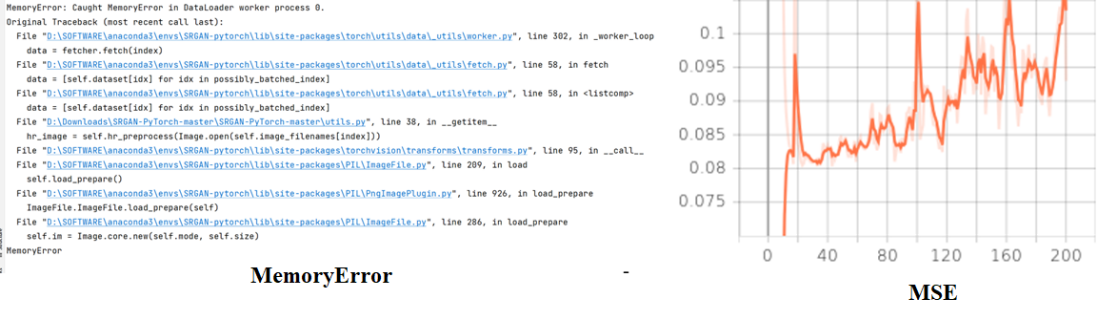 MemoryError: Caught MemoryError in DataLoader worker process 0.
Original Traceback (most recent call last):
File "D:\SOFTWARE\anaconda3\envs\SRGAN-pytorch\lib\site-packages\torch\utils\data\_utils\worker.py", line 302, in _worker_loop
data = fetcher.fetch(index)
File "D:\SOFTWARE\anaconda3\envs\SRGAN-pytorch\lib\site-packages\torch\utils\data\_utils\fetch.py", line 58, in fetch
data = [self.dataset[idx] for idx in possibly_batched_index]
File "D:\SOFTWARE\anaconda3\envs\SRGAN-pytorch\lib\site-packages\torch\utils\data\_utils\fetch.py", line 58, in <listcomp>
data = [self.dataset[idx] for idx in possibly_batched_index]
File "D:\Downloads\SRGAN-PyTorch-master\SRGAN-PyTorch-master\utils.py", line 38, in __getitem__
hr_image = self.hr_preprocess(Image.open(self.image_filenames[index]))
File "D:\SOFTWARE\anaconda3\envs\SRGAN-pytorch\lib\site-packages\torchvision\transforms\transforms.py", line 95, in __call__
File "D:\SOFTWARE\anaconda3\envs\SRGAN-pytorch\lib\site-packages\PIL\ImageFile.py", line 209, in load
self.load_prepare()
File "D:\SOFTWARE\anaconda3\envs\SRGAN-pytorch\lib\site-packages\PIL\PngImagePlugin.py", line 926, in load_prepare
ImageFile.ImageFile.load_prepare(self)
File "D:\SOFTWARE\anaconda3\envs\SRGAN-pytorch\lib\site-packages\PIL\ImageFile.py", line 286, in load_prepare
self.im = Image.core.new(self.mode, self.size)
MemoryError
MemoryError
-
0.1
0.095
0.09
0.085
0.08
0.075
0 40 80 120 160 200
MSE